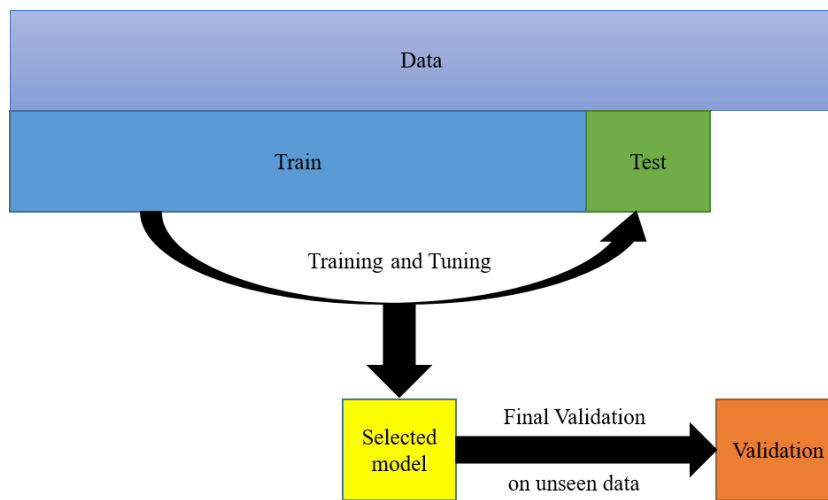 Data
Train
Test
Training and Tuning
Selected
model
Final Validation
on unseen data
Validation